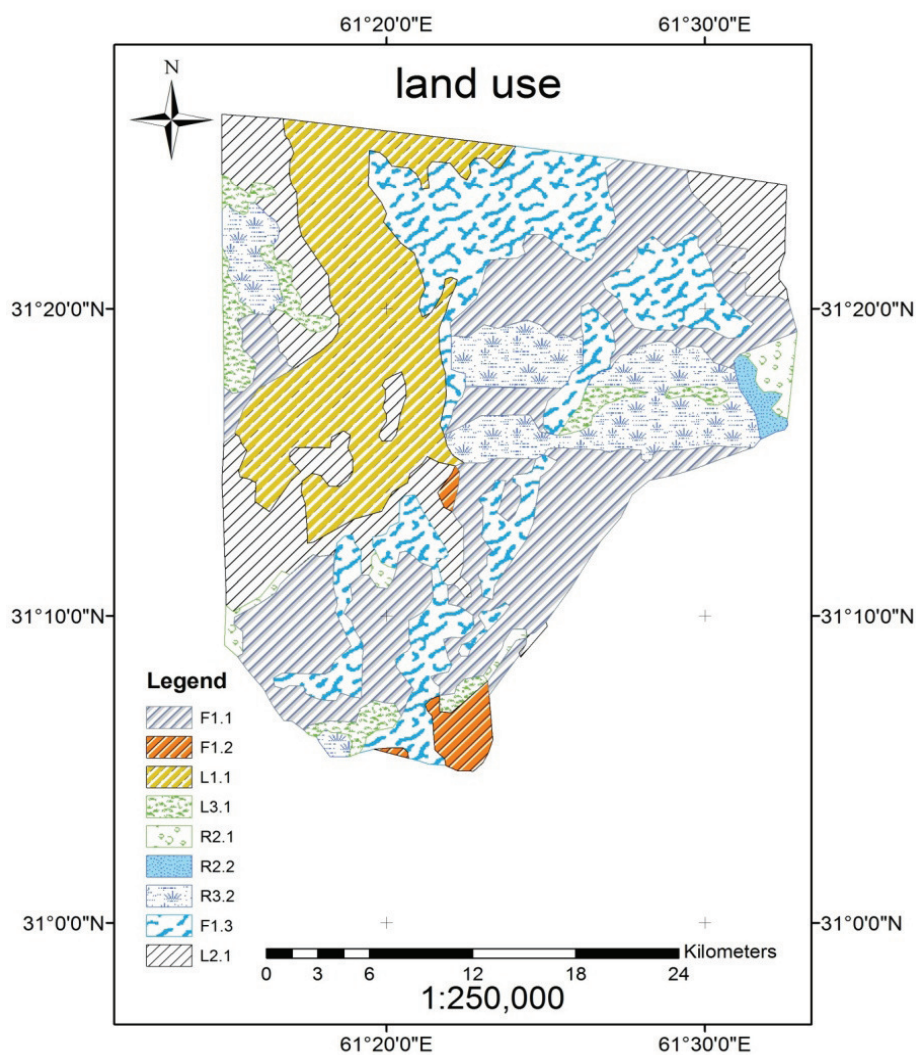 61°20'0"E 61°30'0"E
N
land use
31°20'0"N 31°20'0"N
31°10'0"N 31°10'0"N
Legend
F1.1
F1.2
L1.1
L3.1
R2.1
R2.2
R3.2
F1.3
L2.1
31°0'0"N 31°0'0"N
Kilometers
0 3 6 12 18 24
1:250,000
61°20'0"E 61°30'0"E